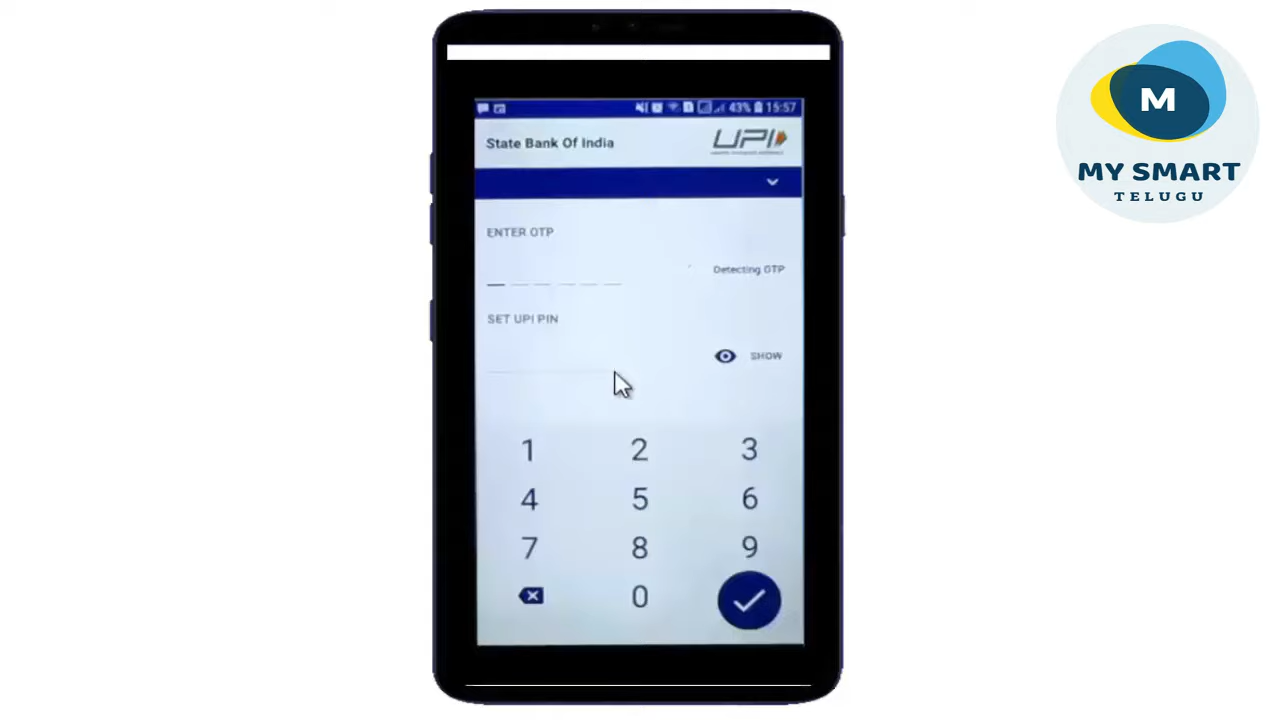 43% 15:57
State Bank Of India
UPI
ENTER OTP
Detecting OTP
SET UPI PIN
SHOW
1 2 3
4 5 6
7 8 9
0
M
MY SMART
TELUGU